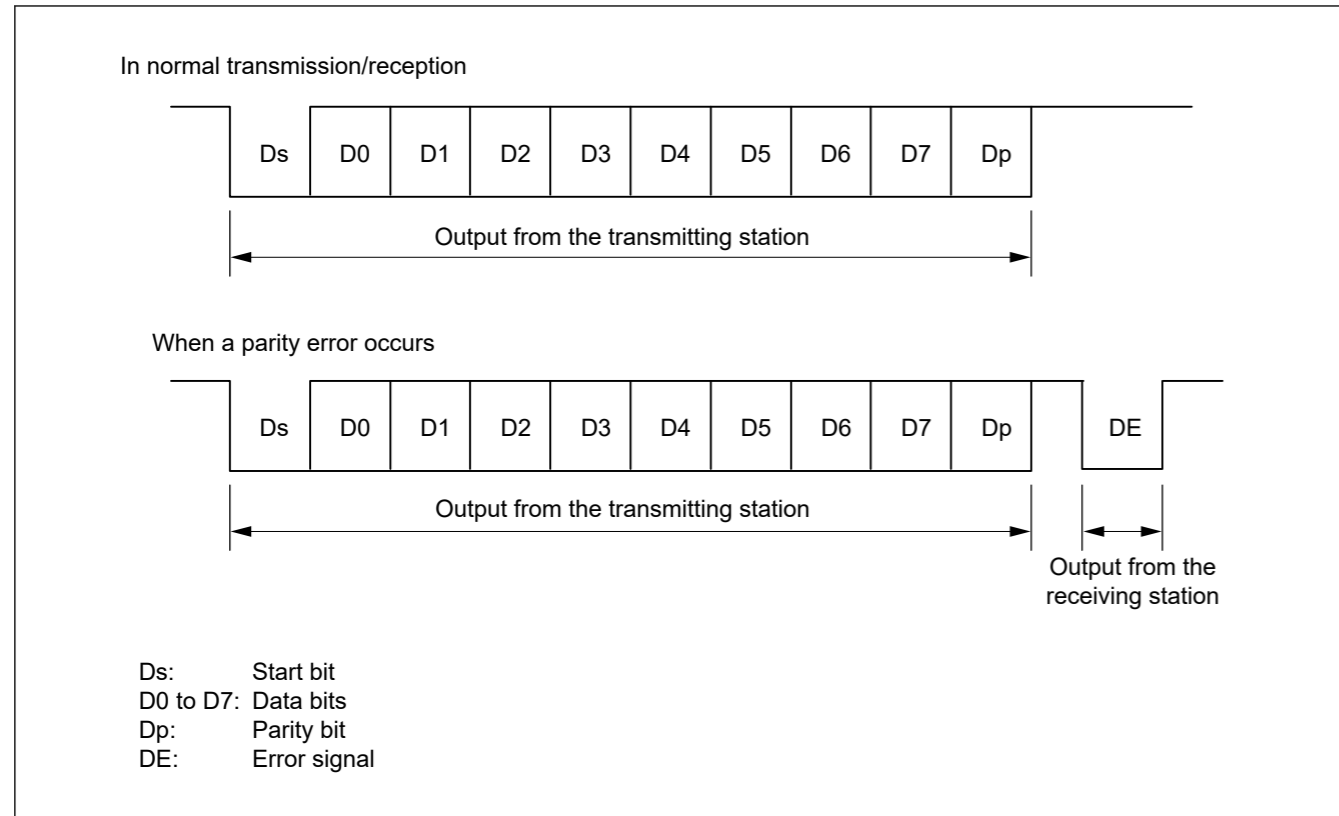 In normal transmission/reception
Ds D0 D1 D2 D3 D4 D5 D6 D7 Dp
Output from the transmitting station
When a parity error occurs
Ds D0 D1 D2 D3 D4 D5 D6 D7 Dp DE
Output from the transmitting station
Output from the
receiving station
Ds: Start bit
D0 to D7: Data bits
Dp: Parity bit
DE: Error signal